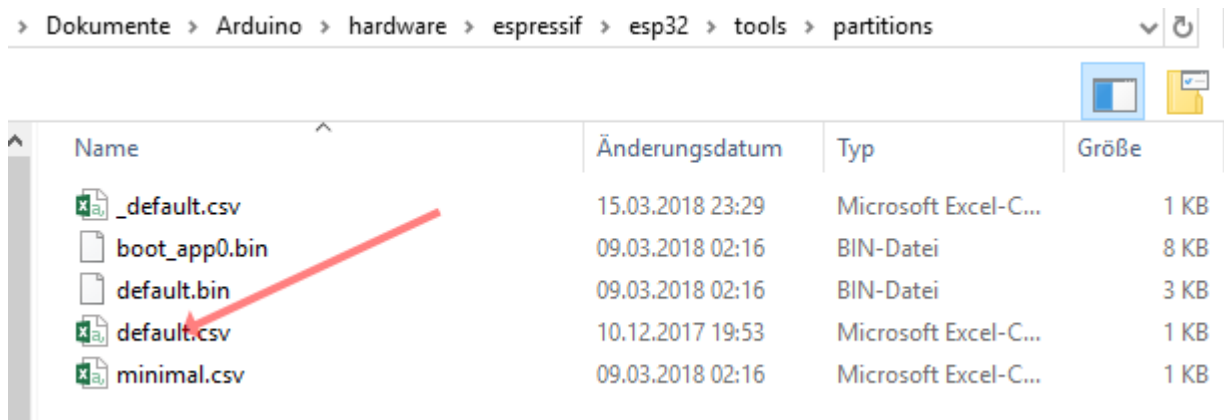 > Dokumente > Arduino > hardware > espressif > esp32 > tools > partitions
Name Änderungsdatum Typ Größe
_default.csv 15.03.2018 23:29 Microsoft Excel-C... 1 KB
boot_app0.bin 09.03.2018 02:16 BIN-Datei 8 KB
default.bin 09.03.2018 02:16 BIN-Datei 3 KB
default.csv 10.12.2017 19:53 Microsoft Excel-C... 1 KB
minimal.csv 09.03.2018 02:16 Microsoft Excel-C... 1 KB